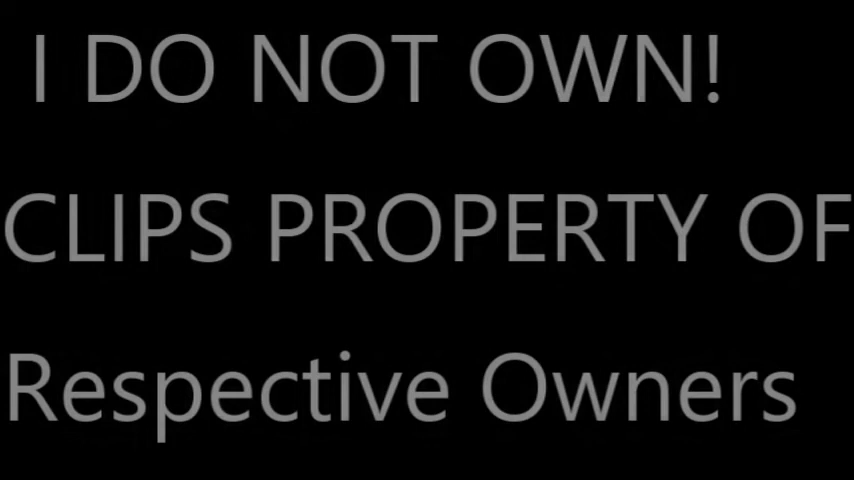 I DO NOT OWN!
CLIPS PROPERTY OF
Respective Owners